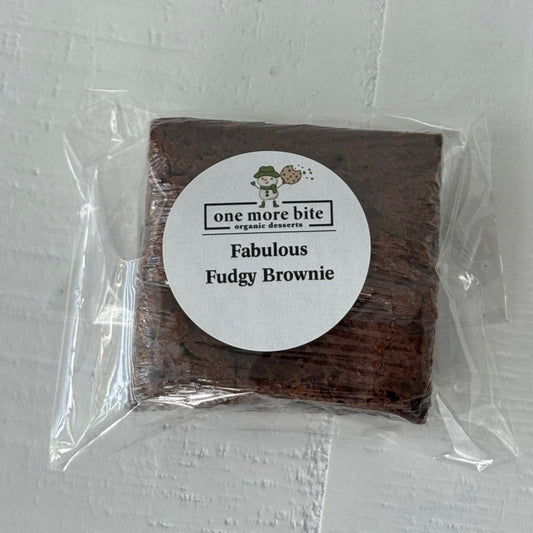 one more bite
organic desserts
Fabulous
Fudgy Brownie